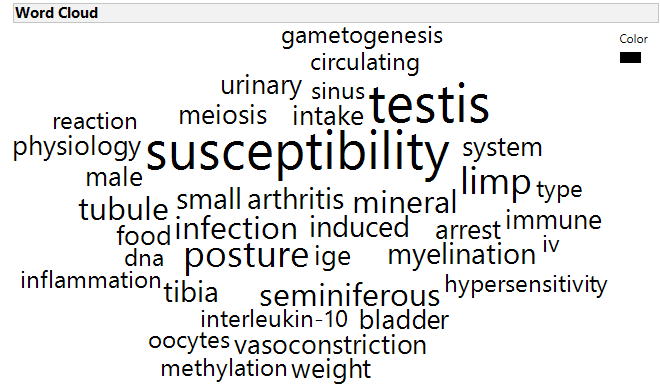 Word Cloud
gametogenesis
Color
circulating
urinary sinus testis
meiosis intake
reaction
physiology susceptibility system
male limp type
small arthritis mineral
tubule infection induced arrest immune
food
dna posture ige myelination iv
inflammation tibia seminiferous hypersensitivity
interleukin-10 bladder
oocytes vasoconstriction
methylation weight